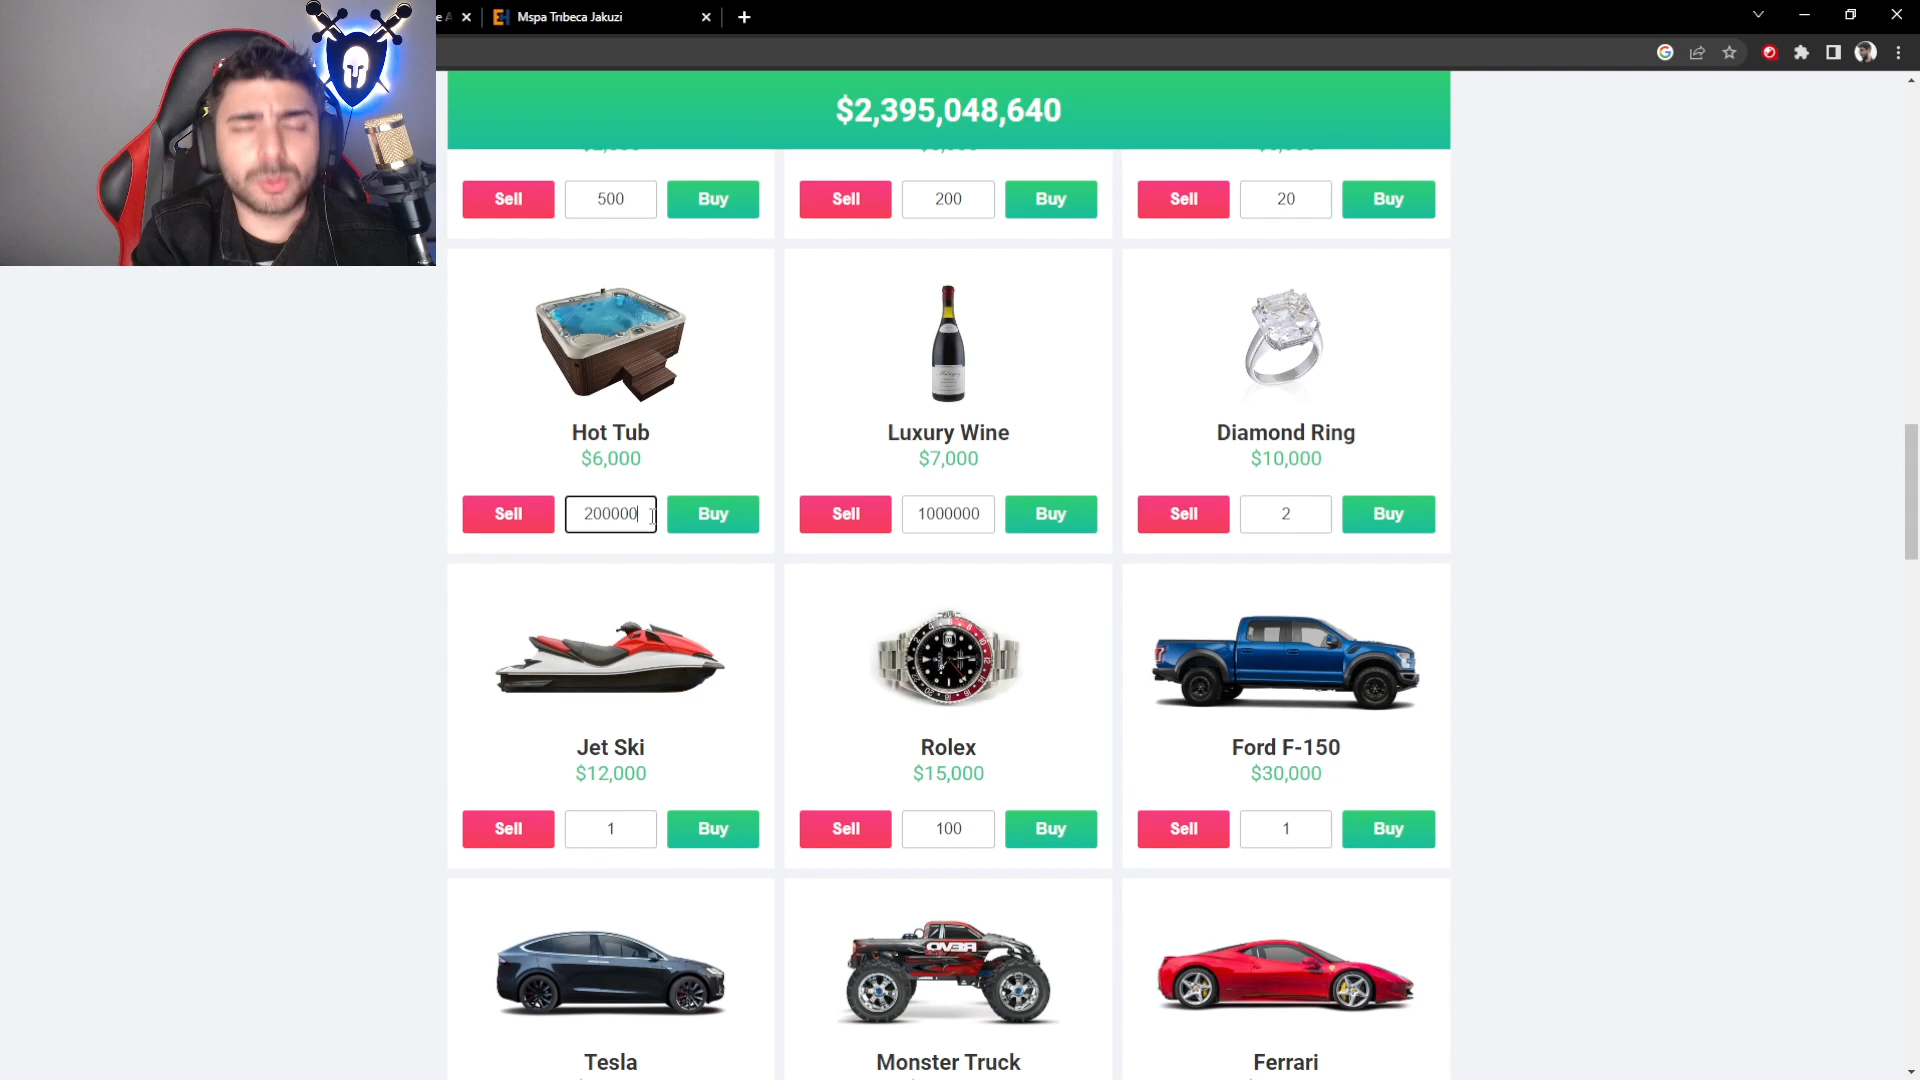 Mspa Tribeca Jakuzi
$2,395,048,640
Sell 500 Buy
Sell 200 Buy
Sell 20 Buy
Hot Tub
$6,000
Sell 200000 Buy
Luxury Wine
$7,000
Sell 1000000 Buy
Diamond Ring
$10,000
Sell 2 Buy
Jet Ski
$12,000
Sell 1 Buy
Rolex
$15,000
Sell 100 Buy
Ford F-150
$30,000
Sell 1 Buy
Tesla
Monster Truck
Ferrari